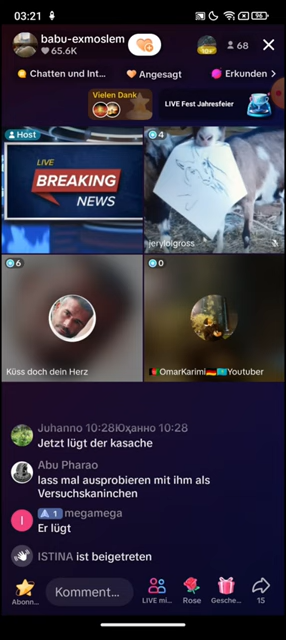 03:21
96
babu-exmoslem
65.6K
68
Chatten und Int...
Angesagt
Erkunden
Vielen Dank
LIVE Fest Jahresfeier
Host
4
LIVE
BREAKING
NEWS
jerylolgross
6
0
Küss doch dein Herz
🇦🇫OmarKarimi🇩🇪🇰🇿Youtuber
Juhanno 10:28Юҳанно 10:28
Jetzt lügt der kasache
Abu Pharao
lass mal ausprobieren mit ihm als
Versuchskaninchen
I
1 megamega
Er lügt
ISTINA ist beigetreten
Abonn...
Komment...
LIVE mi...
Rose
Gesche...
15